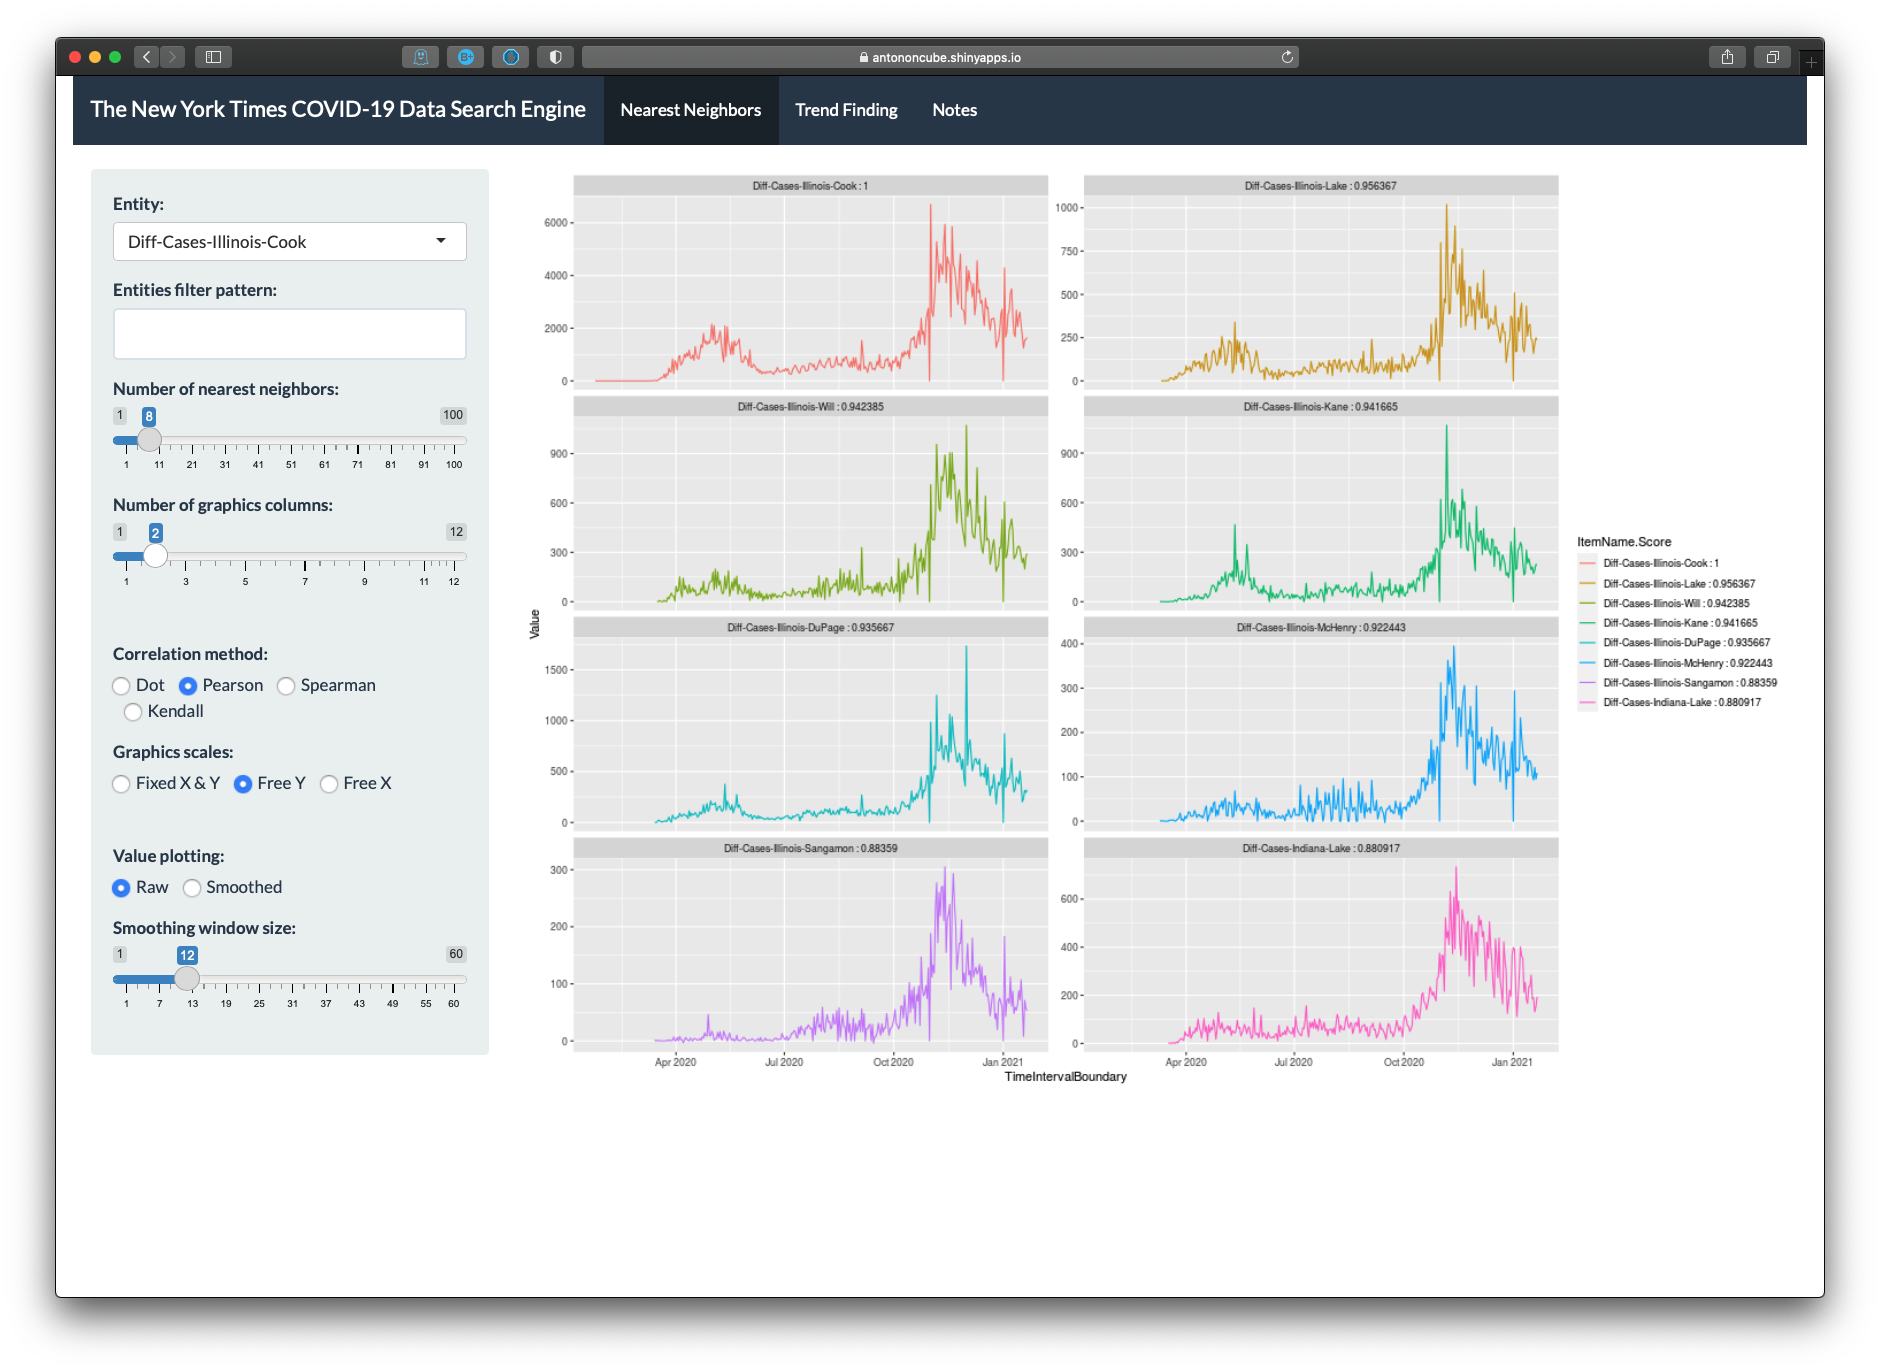 antononcube.shinyapps.io
The New York Times COVID-19 Data Search Engine
Nearest Neighbors
Trend Finding
Notes
Entity:
Diff-Cases-Illinois-Cook
Entities filter pattern:
Number of nearest neighbors:
1 8 100
1 11 21 31 41 51 61 71 81 91 100
Number of graphics columns:
1 2 12
1 3 5 7 9 11 12
Correlation method:
Dot Pearson Spearman
Kendall
Graphics scales:
Fixed X & Y Free Y Free X
Value plotting:
Raw Smoothed
Smoothing window size:
1 12 60
1 7 13 19 25 31 37 43 49 55 60
Value
Diff-Cases-Illinois-Cook : 1
6000
4000
2000
0
Diff-Cases-Illinois-Lake : 0.956367
1000
750
500
250
0
Diff-Cases-Illinois-Will : 0.942385
900
600
300
0
Diff-Cases-Illinois-Kane : 0.941665
900
600
300
0
Diff-Cases-Illinois-DuPage : 0.935667
1500
1000
500
0
Diff-Cases-Illinois-McHenry : 0.922443
400
300
200
100
0
Diff-Cases-Illinois-Sangamon : 0.88359
300
200
100
0
Diff-Cases-Indiana-Lake : 0.880917
600
400
200
0
Apr 2020 Jul 2020 Oct 2020 Jan 2021
Apr 2020 Jul 2020 Oct 2020 Jan 2021
TimeIntervalBoundary
ItemName.Score
Diff-Cases-Illinois-Cook : 1
Diff-Cases-Illinois-Lake : 0.956367
Diff-Cases-Illinois-Will : 0.942385
Diff-Cases-Illinois-Kane : 0.941665
Diff-Cases-Illinois-DuPage : 0.935667
Diff-Cases-Illinois-McHenry : 0.922443
Diff-Cases-Illinois-Sangamon : 0.88359
Diff-Cases-Indiana-Lake : 0.880917